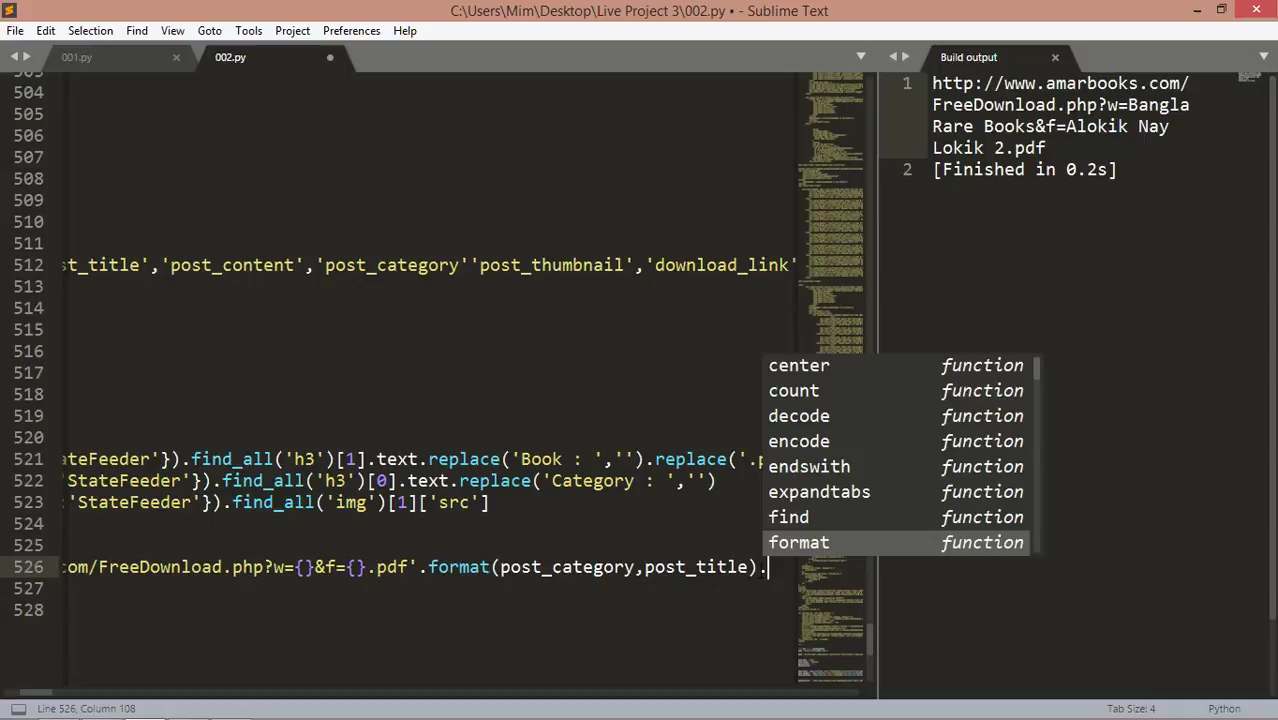 C:\Users\Mim\Desktop\Live Project 3\002.py • - Sublime Text
File Edit Selection Find View Goto Tools Project Preferences Help
001.py
002.py
Build output
504
505
506
507
508
509
510
511
512 st_title','post_content','post_category''post_thumbnail','download_link'
513
514
515
516
517
518
519
520
521 ateFeeder'}).find_all('h3')[1].text.replace('Book : ','').replace('.p
522 'StateFeeder'}).find_all('h3')[0].text.replace('Category : ','')
523 :'StateFeeder'}).find_all('img')[1]['src']
524
525
526 com/FreeDownload.php?w={}&f={}.pdf'.format(post_category,post_title).
527
528
center function
count function
decode function
encode function
endswith function
expandtabs function
find function
format function
1 http://www.amarbooks.com/
FreeDownload.php?w=Bangla
Rare Books&f=Alokik Nay
Lokik 2.pdf
2 [Finished in 0.2s]
Line 526, Column 108
Tab Size: 4
Python